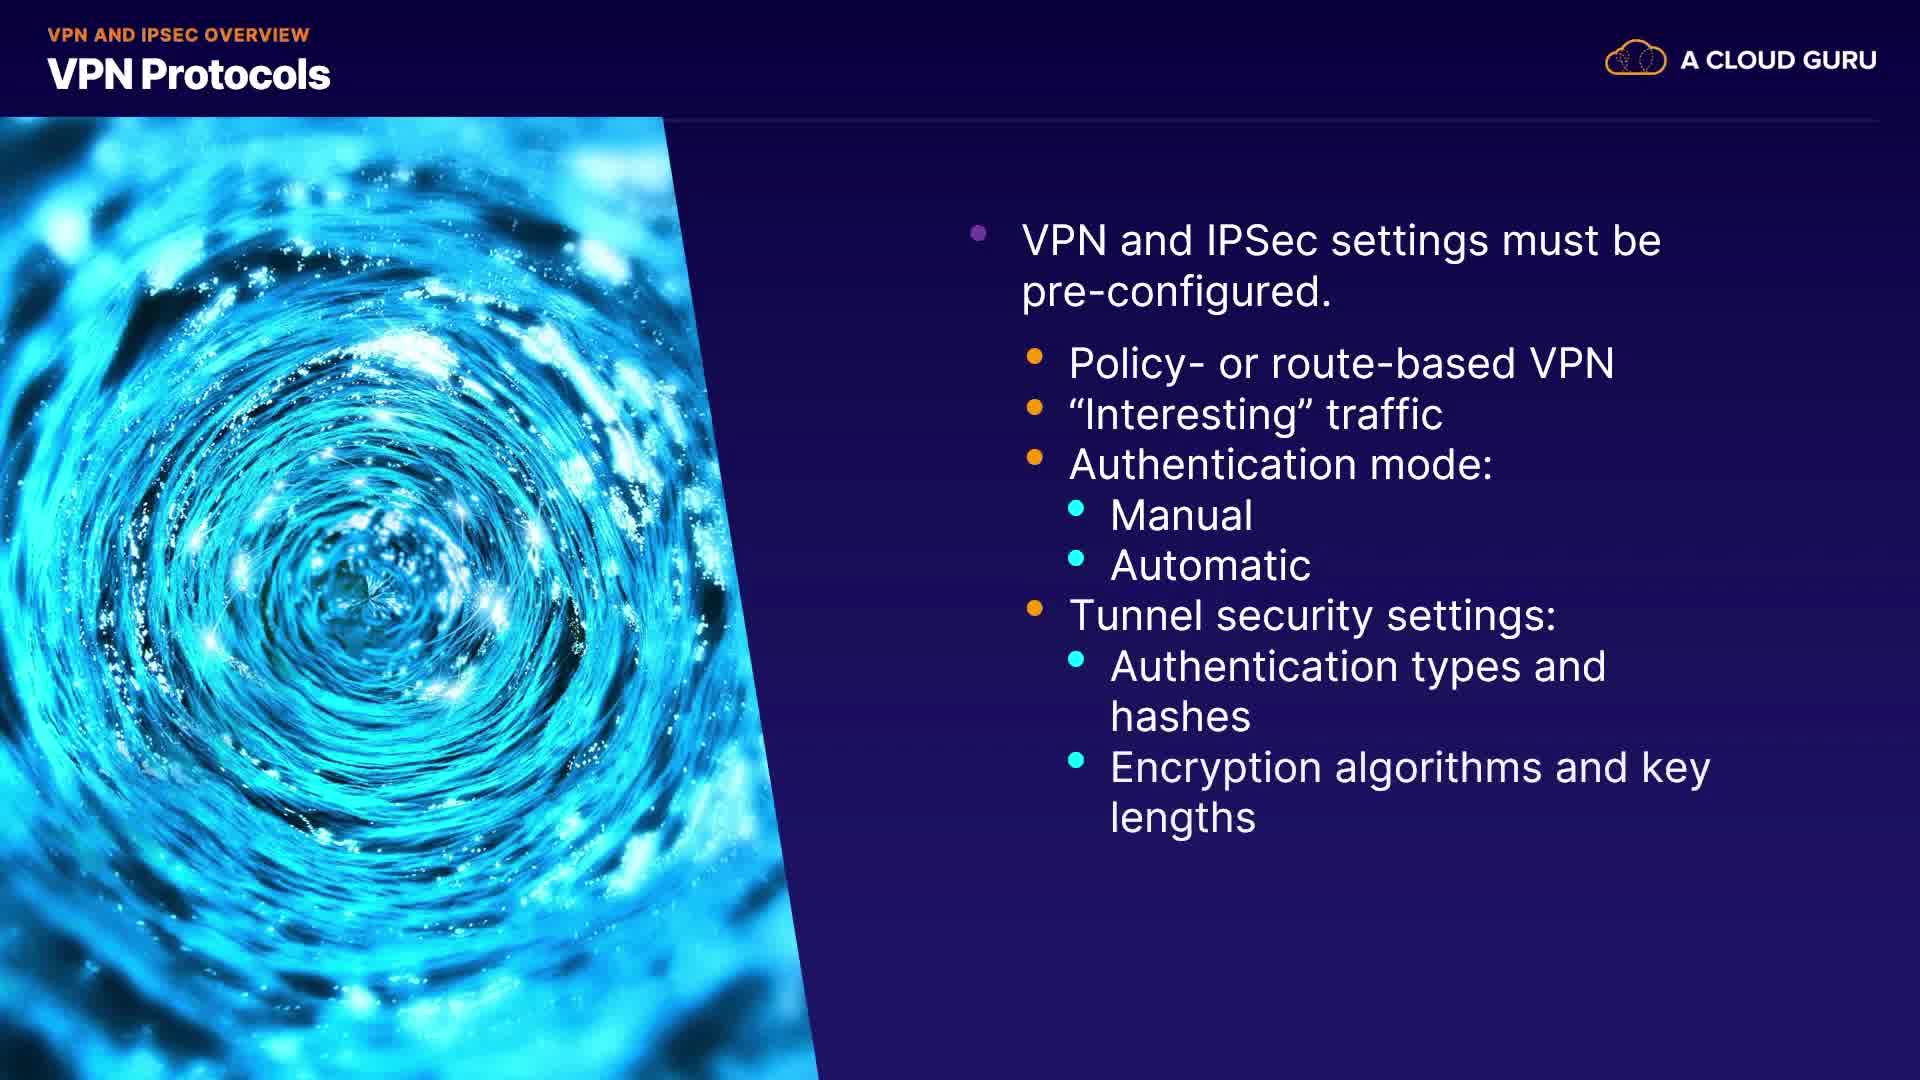 VPN AND IPSEC OVERVIEW
VPN Protocols
A CLOUD GURU
VPN and IPSec settings must be
pre-configured.
Policy- or route-based VPN
“Interesting” traffic
Authentication mode:
Manual
Automatic
Tunnel security settings:
Authentication types and
hashes
Encryption algorithms and key
lengths